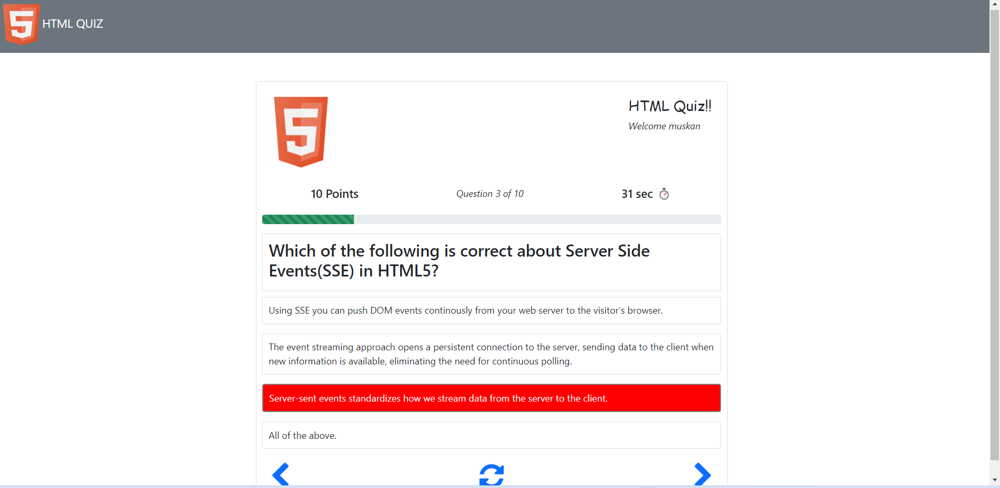 HTML QUIZ
HTML Quiz!!
Welcome muskan
10 Points
Question 3 of 10
31 sec
Which of the following is correct about Server Side
Events(SSE) in HTML5?
Using SSE you can push DOM events continously from your web server to the visitor's browser.
The event streaming approach opens a persistent connection to the server, sending data to the client when
new information is available, eliminating the need for continuous polling.
Server-sent events standardizes how we stream data from the server to the client.
All of the above.